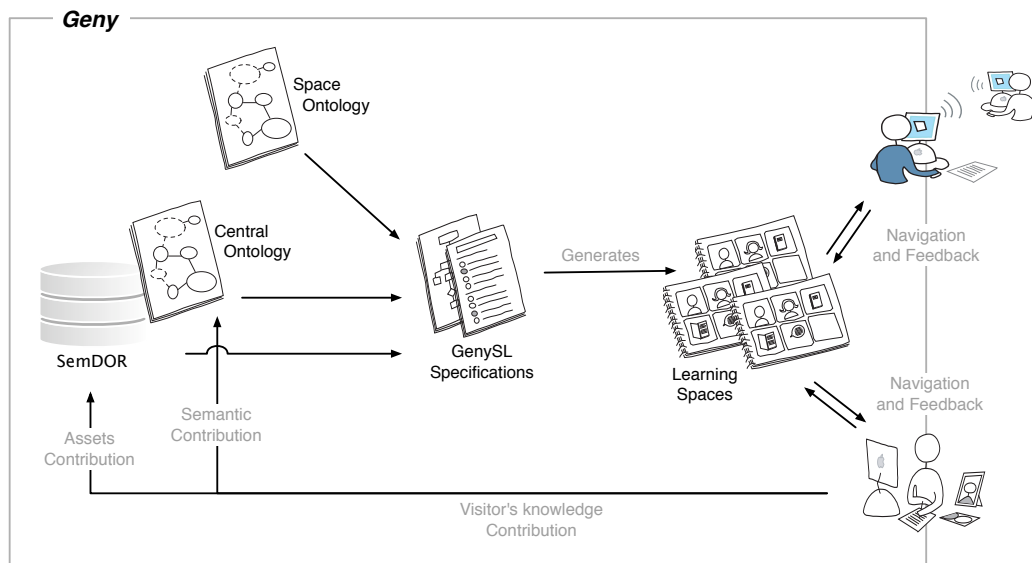 Geny
Space
Ontology
Central
Ontology
SemDOR
GenySL
Specifications
Generates
Learning
Spaces
Navigation
and Feedback
Navigation
and Feedback
Semantic
Contribution
Assets
Contribution
Visitor's knowledge
Contribution